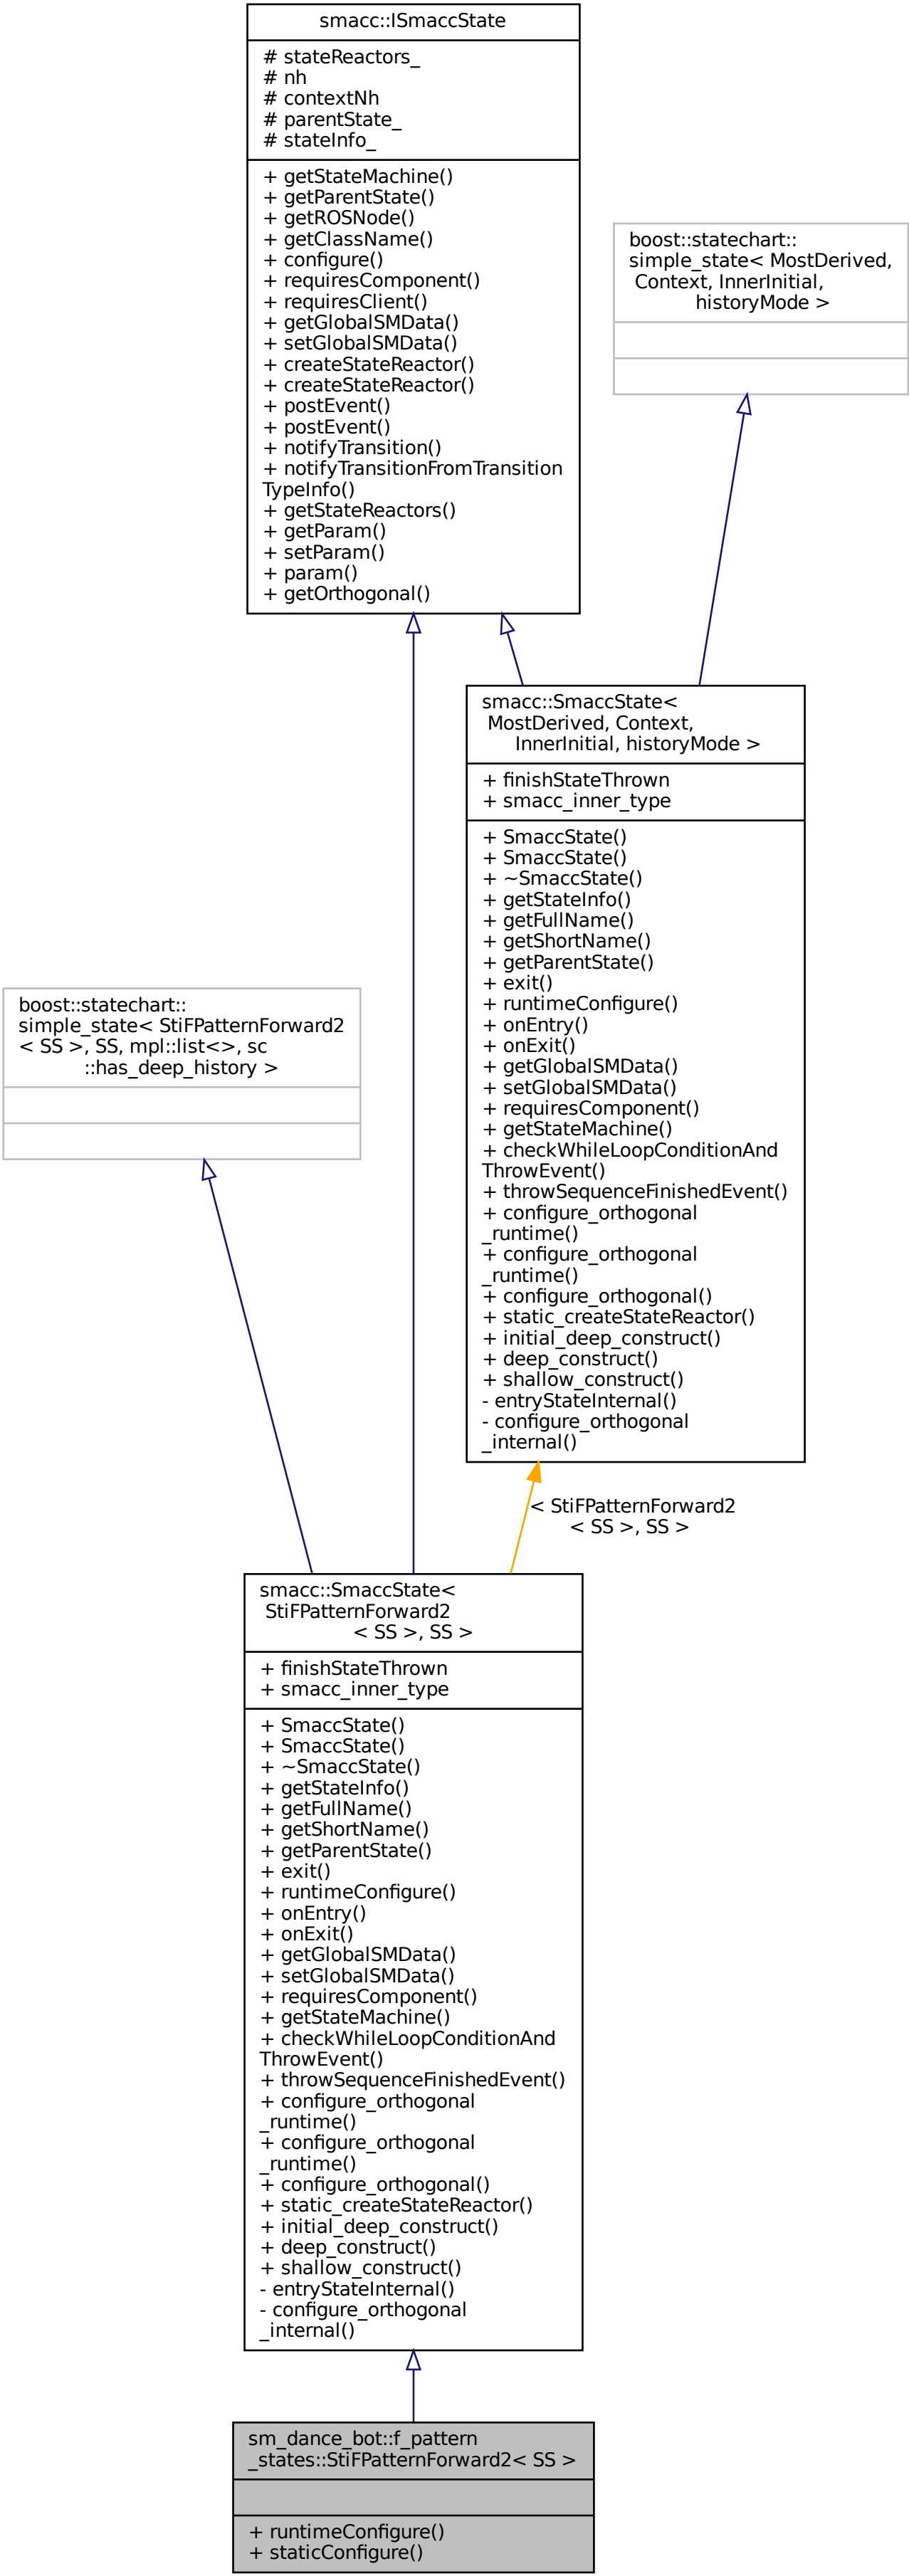 smacc::ISmaccState
# stateReactors_
# nh
# contextNh
# parentState_
# stateInfo_
+ getStateMachine()
+ getParentState()
+ getROSNode()
+ getClassName()
+ configure()
+ requiresComponent()
+ requiresClient()
+ getGlobalSMData()
+ setGlobalSMData()
+ createStateReactor()
+ createStateReactor()
+ postEvent()
+ postEvent()
+ notifyTransition()
+ notifyTransitionFromTransition
TypeInfo()
+ getStateReactors()
+ getParam()
+ setParam()
+ param()
+ getOrthogonal()
boost::statechart::
simple_state< MostDerived,
Context, InnerInitial,
historyMode >
smacc::SmaccState<
MostDerived, Context,
InnerInitial, historyMode >
+ finishStateThrown
+ smacc_inner_type
+ SmaccState()
+ SmaccState()
+ ~SmaccState()
+ getStateInfo()
+ getFullName()
+ getShortName()
+ getParentState()
+ exit()
+ runtimeConfigure()
+ onEntry()
+ onExit()
+ getGlobalSMData()
+ setGlobalSMData()
+ requiresComponent()
+ getStateMachine()
+ checkWhileLoopConditionAnd
ThrowEvent()
+ throwSequenceFinishedEvent()
+ configure_orthogonal
_runtime()
+ configure_orthogonal
_runtime()
+ configure_orthogonal()
+ static_createStateReactor()
+ initial_deep_construct()
+ deep_construct()
+ shallow_construct()
- entryStateInternal()
- configure_orthogonal
_internal()
boost::statechart::
simple_state< StiFPatternForward2
< SS >, SS, mpl::list<>, sc
::has_deep_history >
< StiFPatternForward2
< SS >, SS >
smacc::SmaccState<
StiFPatternForward2
< SS >, SS >
+ finishStateThrown
+ smacc_inner_type
+ SmaccState()
+ SmaccState()
+ ~SmaccState()
+ getStateInfo()
+ getFullName()
+ getShortName()
+ getParentState()
+ exit()
+ runtimeConfigure()
+ onEntry()
+ onExit()
+ getGlobalSMData()
+ setGlobalSMData()
+ requiresComponent()
+ getStateMachine()
+ checkWhileLoopConditionAnd
ThrowEvent()
+ throwSequenceFinishedEvent()
+ configure_orthogonal
_runtime()
+ configure_orthogonal
_runtime()
+ configure_orthogonal()
+ static_createStateReactor()
+ initial_deep_construct()
+ deep_construct()
+ shallow_construct()
- entryStateInternal()
- configure_orthogonal
_internal()
sm_dance_bot::f_pattern
_states::StiFPatternForward2< SS >
+ runtimeConfigure()
+ staticConfigure()